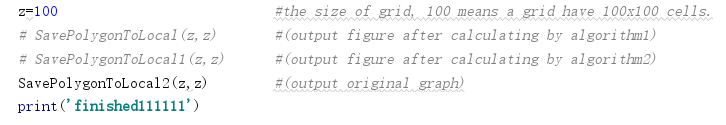 z=100 #the size of grid, 100 means a grid have 100x100 cells.
# SavePolygonToLocal(z,z) #(output figure after calculating by algorithm1)
# SavePolygonToLocal1(z,z) #(output figure after calculating by algorithm2)
SavePolygonToLocal2(z,z) #(output original graph)
print('finished111111')